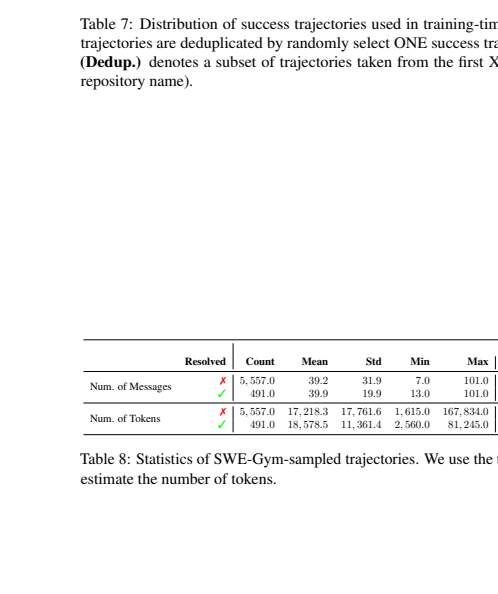 Table 7: Distribution of success trajectories used in training-tim
trajectories are deduplicated by randomly select ONE success tra
(Dedup.) denotes a subset of trajectories taken from the first X
repository name).
Resolved Count Mean Std Min Max
Num. of Messages
✗ 5,557.0 39.2 31.9 7.0 101.0
✓ 491.0 39.9 19.9 13.0 101.0
Num. of Tokens
✗ 5,557.0 17,218.3 17,761.6 1,615.0 167,834.0
✓ 491.0 18,578.5 11,361.4 2,560.0 81,245.0
Table 8: Statistics of SWE-Gym-sampled trajectories. We use the t
estimate the number of tokens.